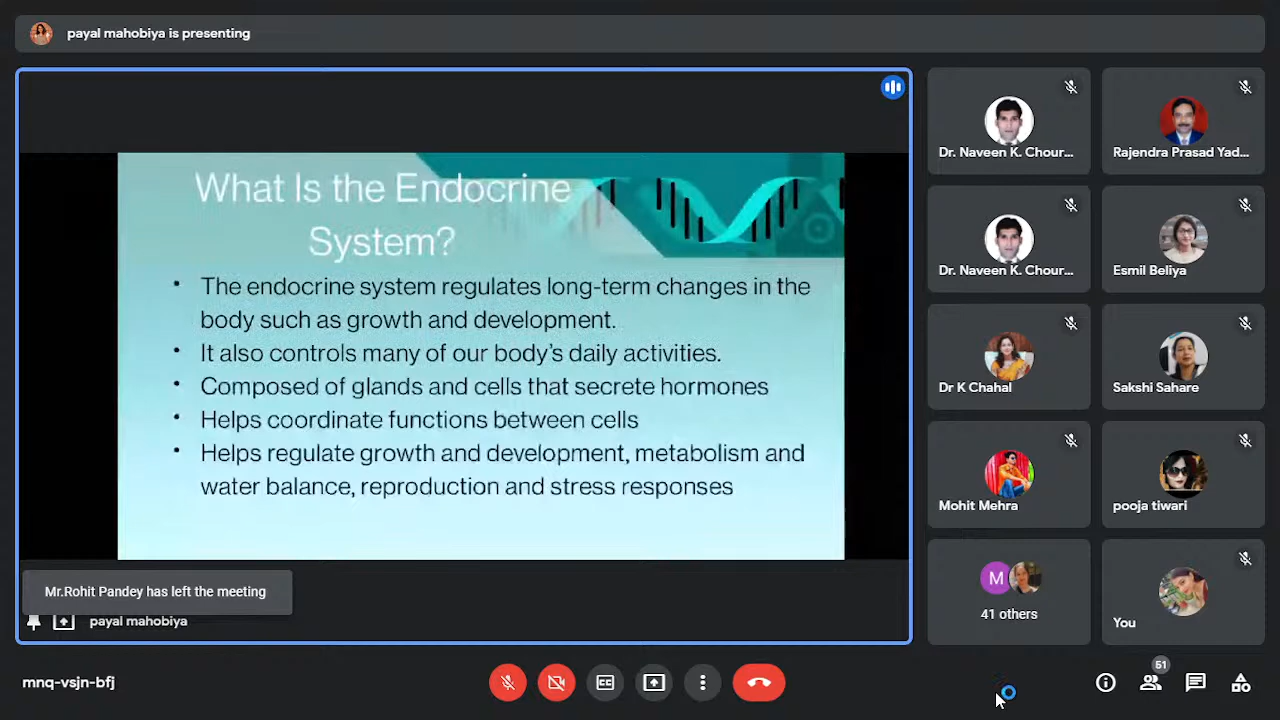 payal mahobiya is presenting
What Is the Endocrine
System?
• The endocrine system regulates long-term changes in the
body such as growth and development.
• It also controls many of our body's daily activities.
• Composed of glands and cells that secrete hormones
• Helps coordinate functions between cells
• Helps regulate growth and development, metabolism and
water balance, reproduction and stress responses
Mr.Rohit Pandey has left the meeting
payal mahobiya
Dr. Naveen K. Chour...
Rajendra Prasad Yad...
Dr. Naveen K. Chour...
Esmil Beliya
Dr K Chahal
Sakshi Sahare
Mohit Mehra
pooja tiwari
M
41 others
You
mnq-vsjn-bfj
CC
51